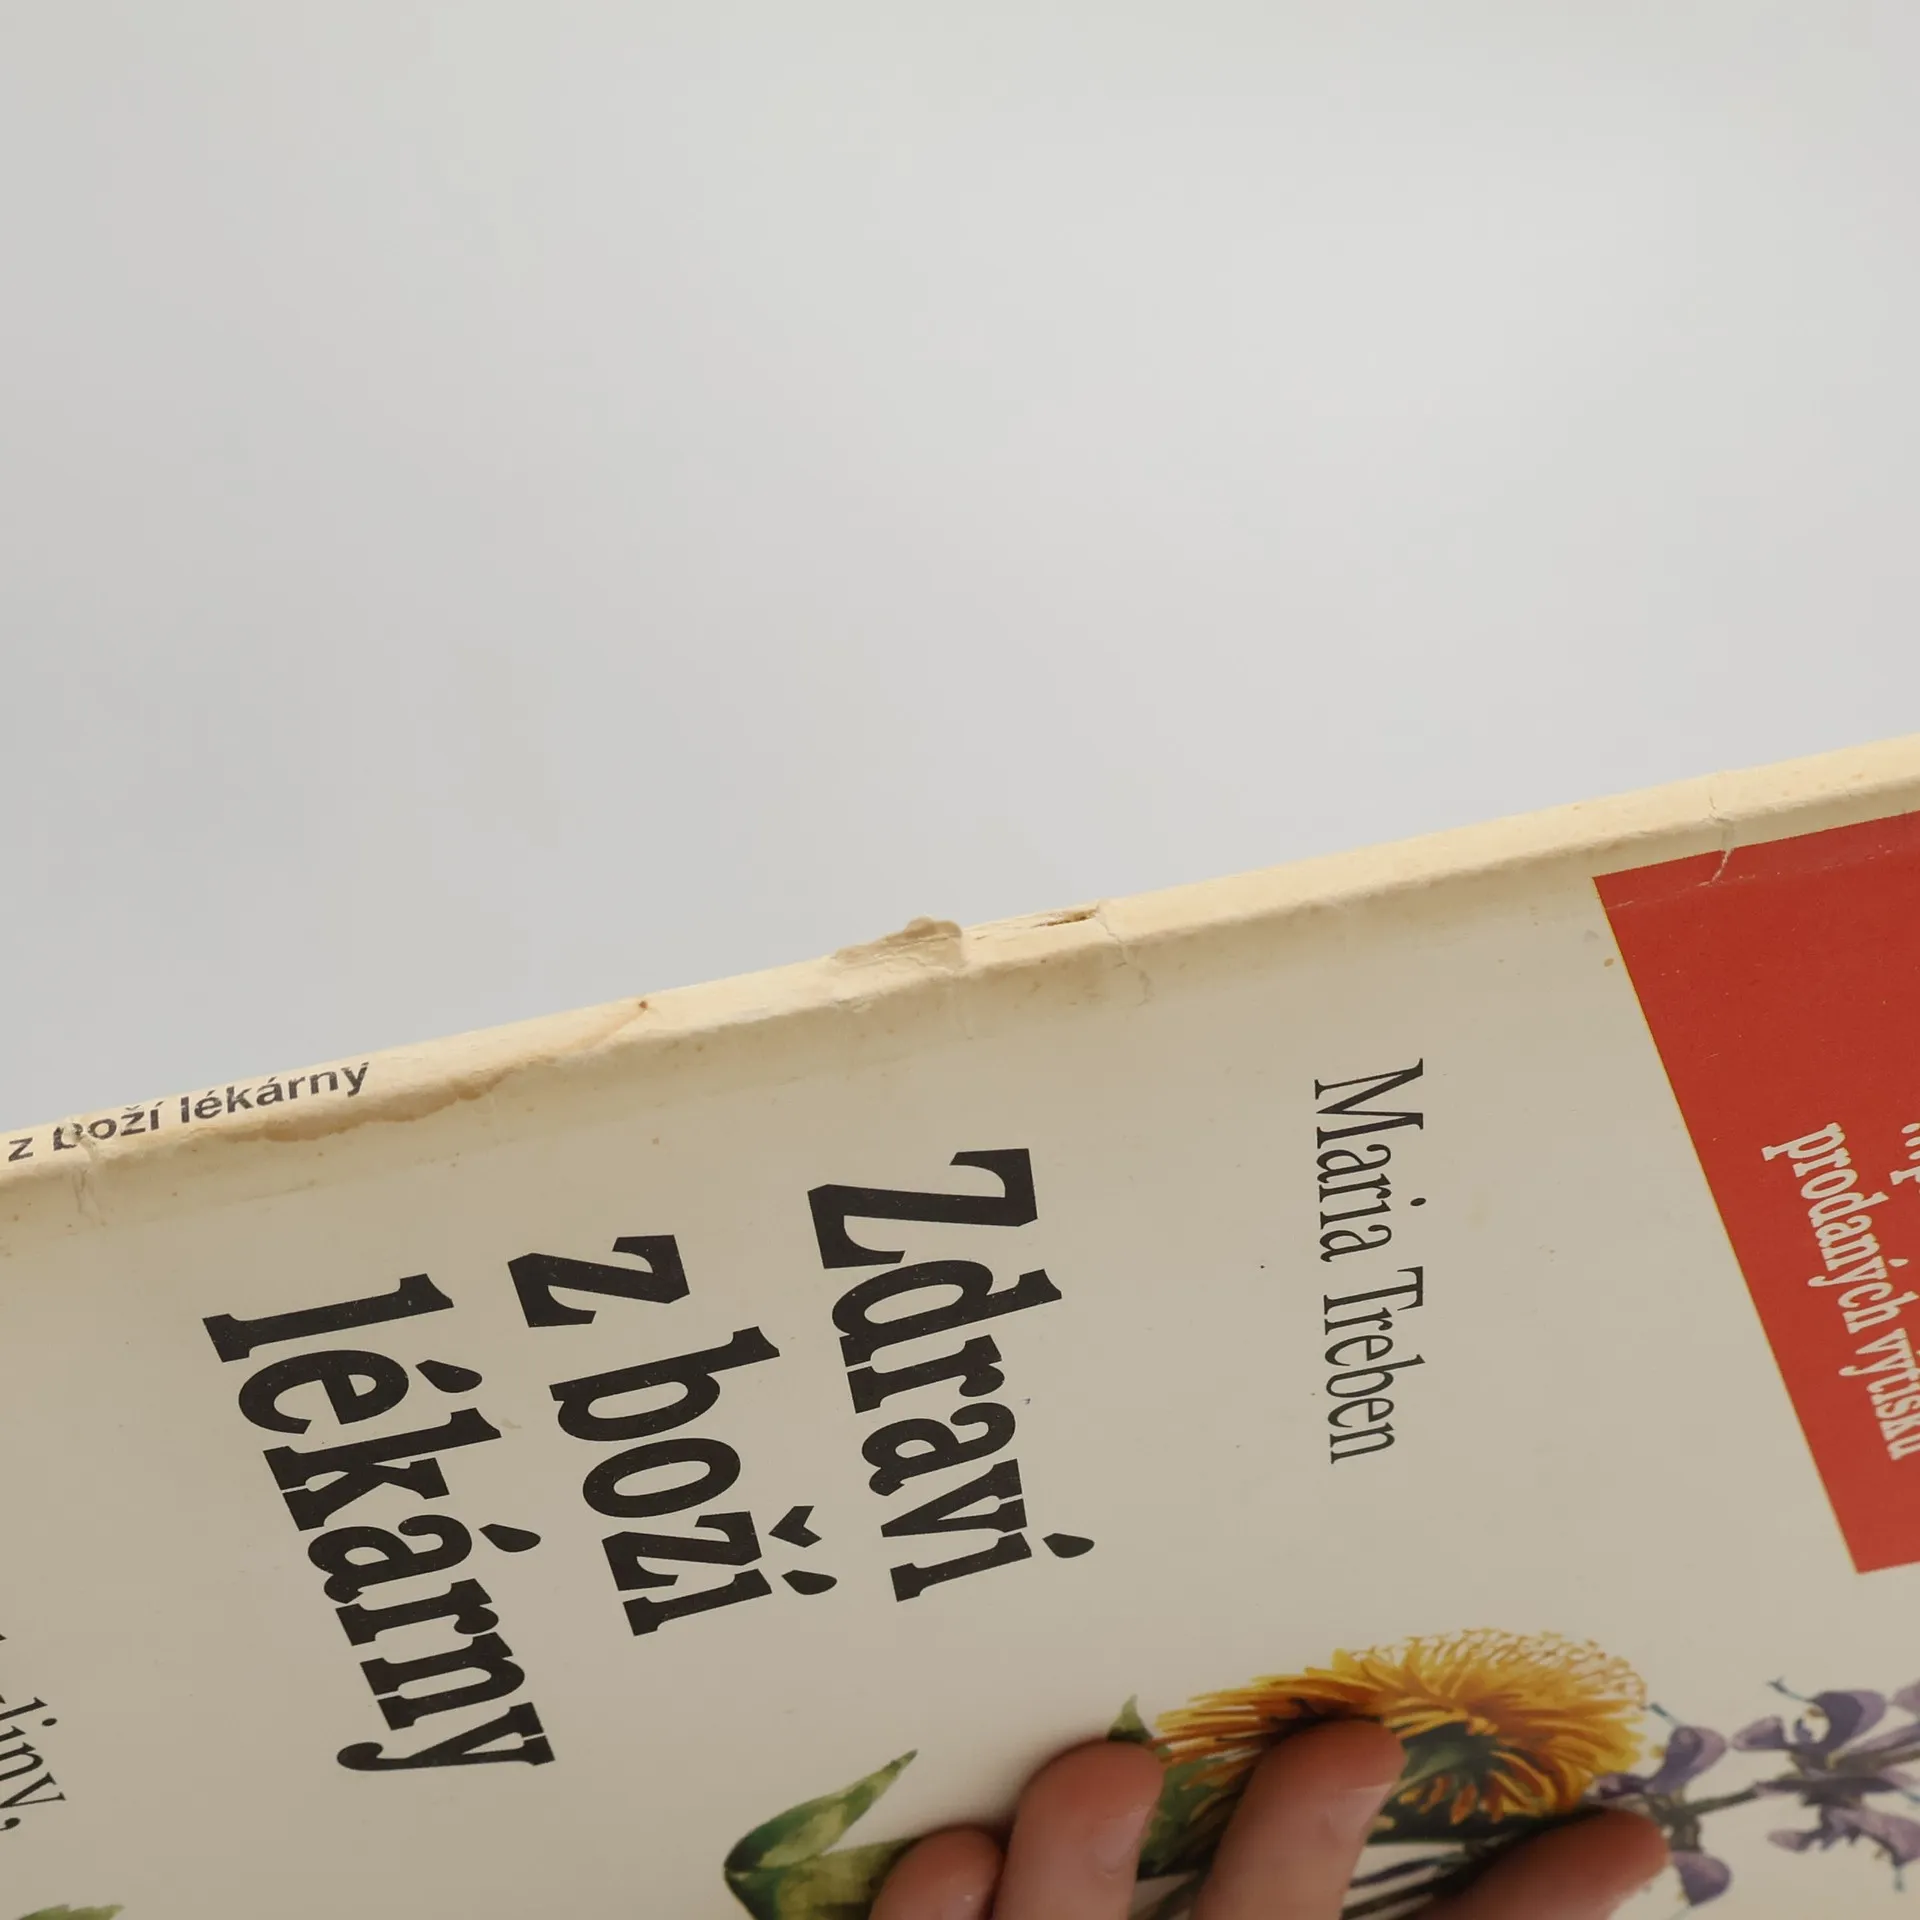 z Boží lékárny
prodaných výtisků
Maria Treben
Zdraví
z boží
lékárny